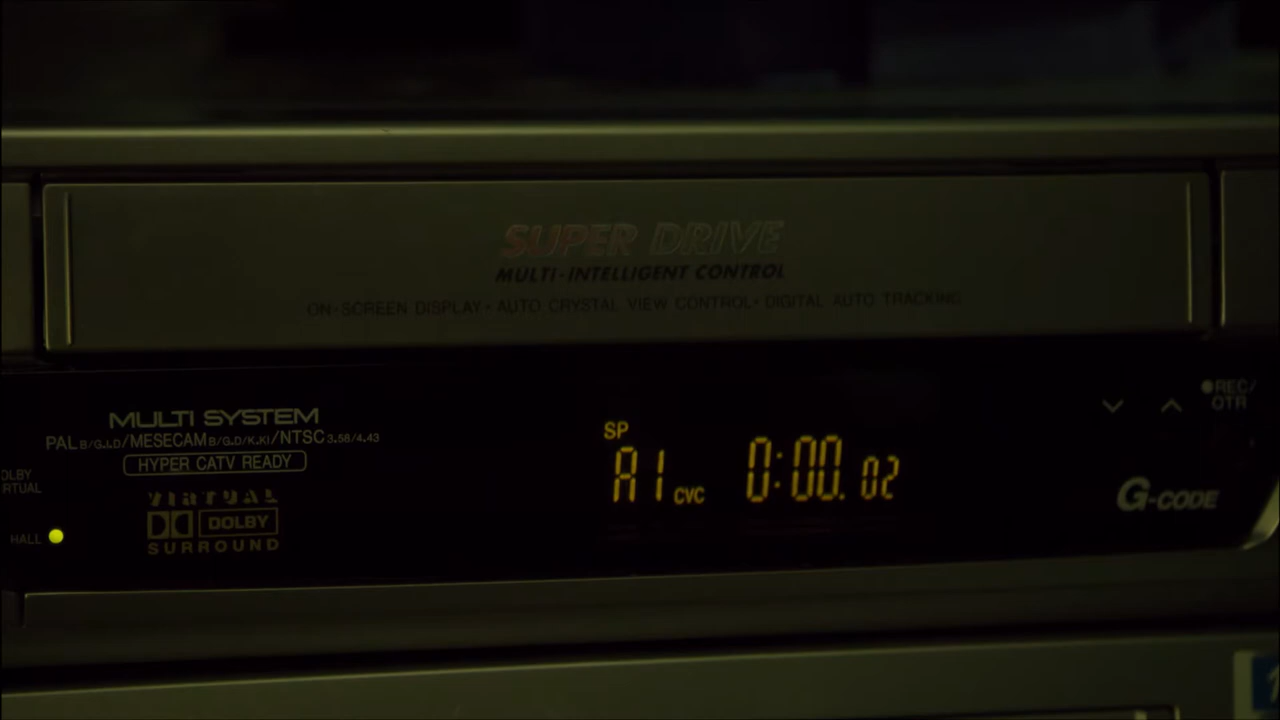 SUPER DRIVE
MULTI-INTELLIGENT CONTROL
ON-SCREEN DISPLAY • AUTO CRYSTAL VIEW CONTROL • DIGITAL AUTO TRACKING
MULTI SYSTEM
PAL B/G.I.D/MESECAM B/G.D/K.KI/NTSC 3.58/4.43
HYPER CATV READY
VIRTUAL
DOLBY
SURROUND
HALL
SP
A1 CVC 0:00.02
REC/
OTR
G-CODE